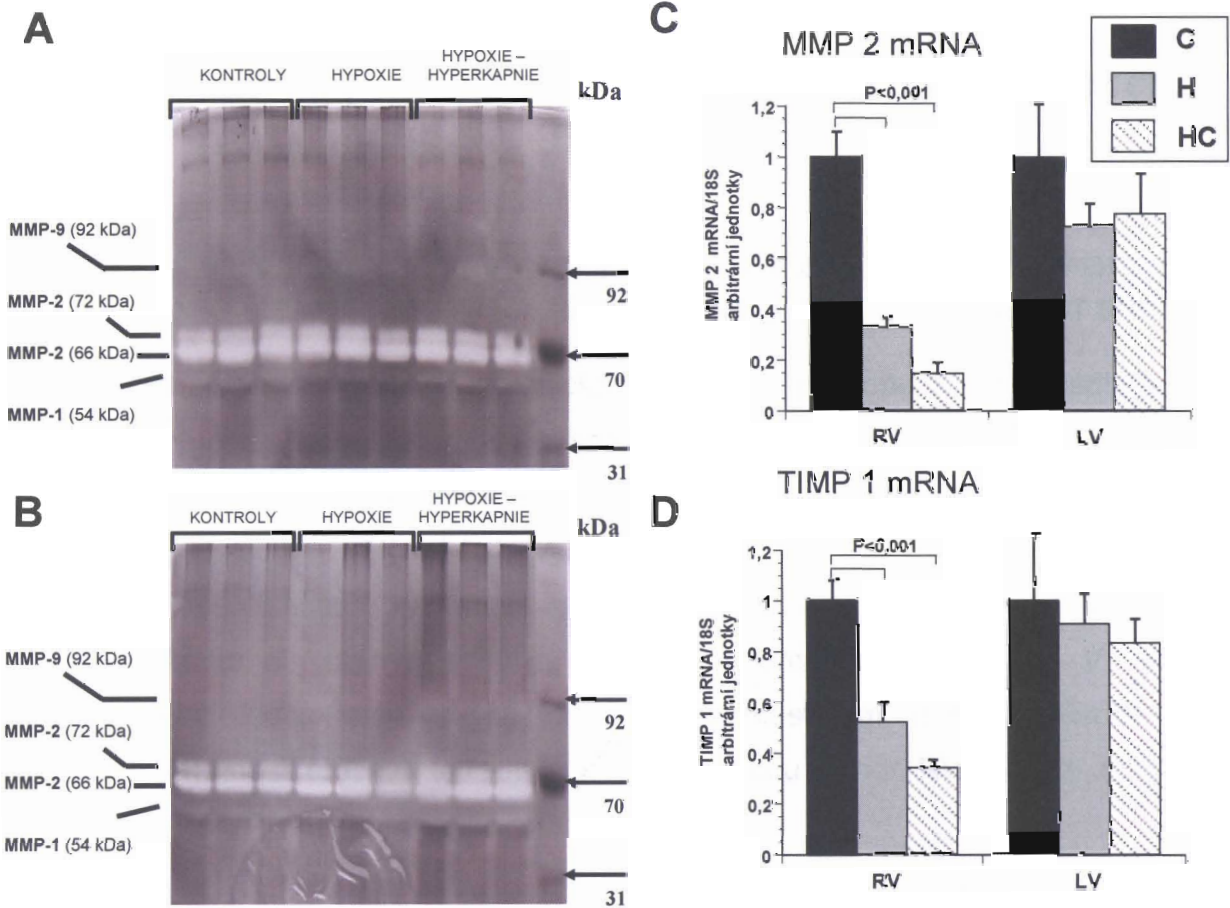 A
KONTROLY
HYPOXIE
HYPOXIE –
HYPERKAPNIE
kDa
MMP-9 (92 kDa)
MMP-2 (72 kDa)
MMP-2 (66 kDa)
MMP-1 (54 kDa)
92
70
31
B
KONTROLY
HYPOXIE
HYPOXIE –
HYPERKAPNIE
kDa
MMP-9 (92 kDa)
MMP-2 (72 kDa)
MMP-2 (66 kDa)
MMP-1 (54 kDa)
92
70
31
C
MMP 2 mRNA
C
H
HC
P<0,001
MMP 2 mRNA/18S
arbitrární jednotky
1,2
1
0,8
0,6
0,4
0,2
0
RV
LV
D
TIMP 1 mRNA
P<0,001
TIMP 1 mRNA/18S
arbitrární jednotky
1,2
1
0,8
0,6
0,4
0,2
0
RV
LV